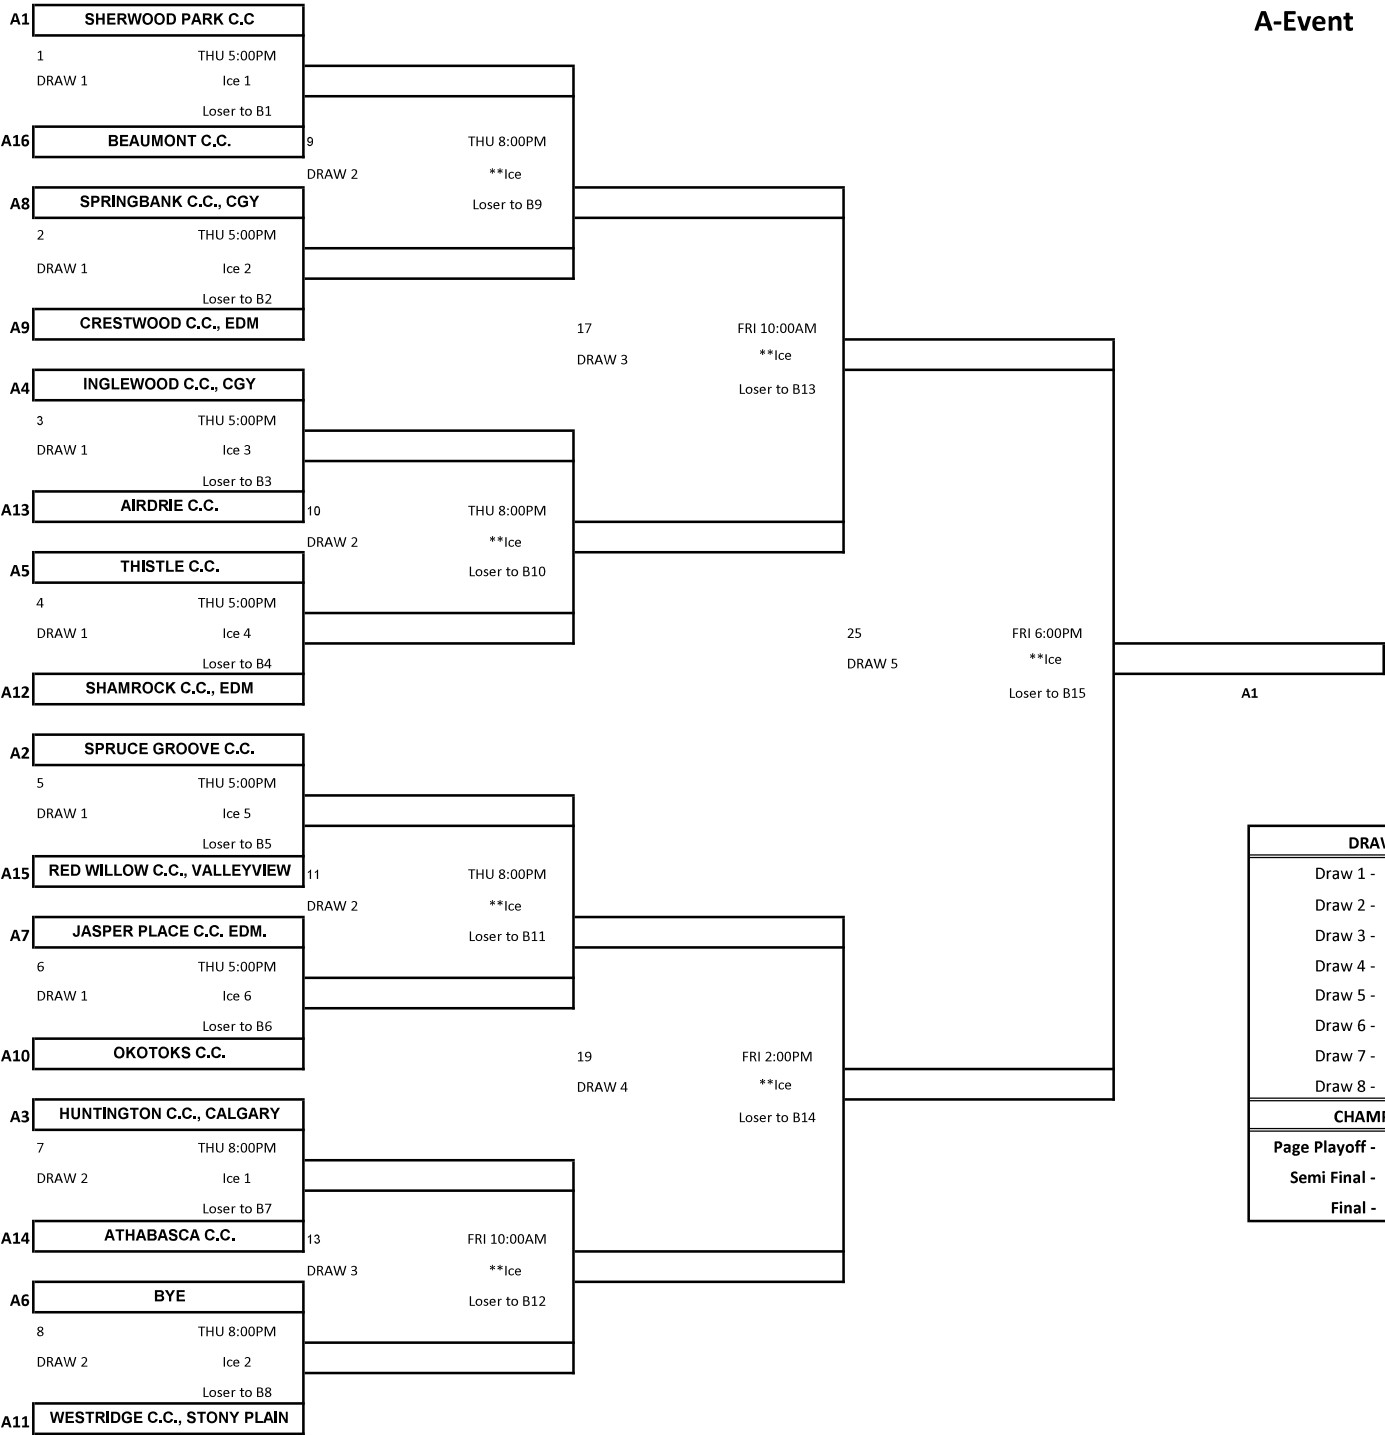 A-Event
A1 SHERWOOD PARK C.C
1 THU 5:00PM
DRAW 1 Ice 1
Loser to B1
A16 BEAUMONT C.C.
9 THU 8:00PM
DRAW 2 **Ice
Loser to B9
A8 SPRINGBANK C.C., CGY
2 THU 5:00PM
DRAW 1 Ice 2
Loser to B2
A9 CRESTWOOD C.C., EDM
17 FRI 10:00AM
DRAW 3 **Ice
Loser to B13
A4 INGLEWOOD C.C., CGY
3 THU 5:00PM
DRAW 1 Ice 3
Loser to B3
A13 AIRDRIE C.C.
10 THU 8:00PM
DRAW 2 **Ice
Loser to B10
A5 THISTLE C.C.
4 THU 5:00PM
DRAW 1 Ice 4
Loser to B4
A12 SHAMROCK C.C., EDM
25 FRI 6:00PM
DRAW 5 **Ice
Loser to B15
A1
A2 SPRUCE GROOVE C.C.
5 THU 5:00PM
DRAW 1 Ice 5
Loser to B5
A15 RED WILLOW C.C., VALLEYVIEW
11 THU 8:00PM
DRAW 2 **Ice
Loser to B11
A7 JASPER PLACE C.C. EDM.
6 THU 5:00PM
DRAW 1 Ice 6
Loser to B6
A10 OKOTOKS C.C.
19 FRI 2:00PM
DRAW 4 **Ice
Loser to B14
A3 HUNTINGTON C.C., CALGARY
7 THU 8:00PM
DRAW 2 Ice 1
Loser to B7
A14 ATHABASCA C.C.
13 FRI 10:00AM
DRAW 3 **Ice
Loser to B12
A6 BYE
8 THU 8:00PM
DRAW 2 Ice 2
Loser to B8
A11 WESTRIDGE C.C., STONY PLAIN
Draw 1 -
Draw 2 -
Draw 3 -
Draw 4 -
Draw 5 -
Draw 6 -
Draw 7 -
Draw 8 -
Page Playoff -
Semi Final -
Final -